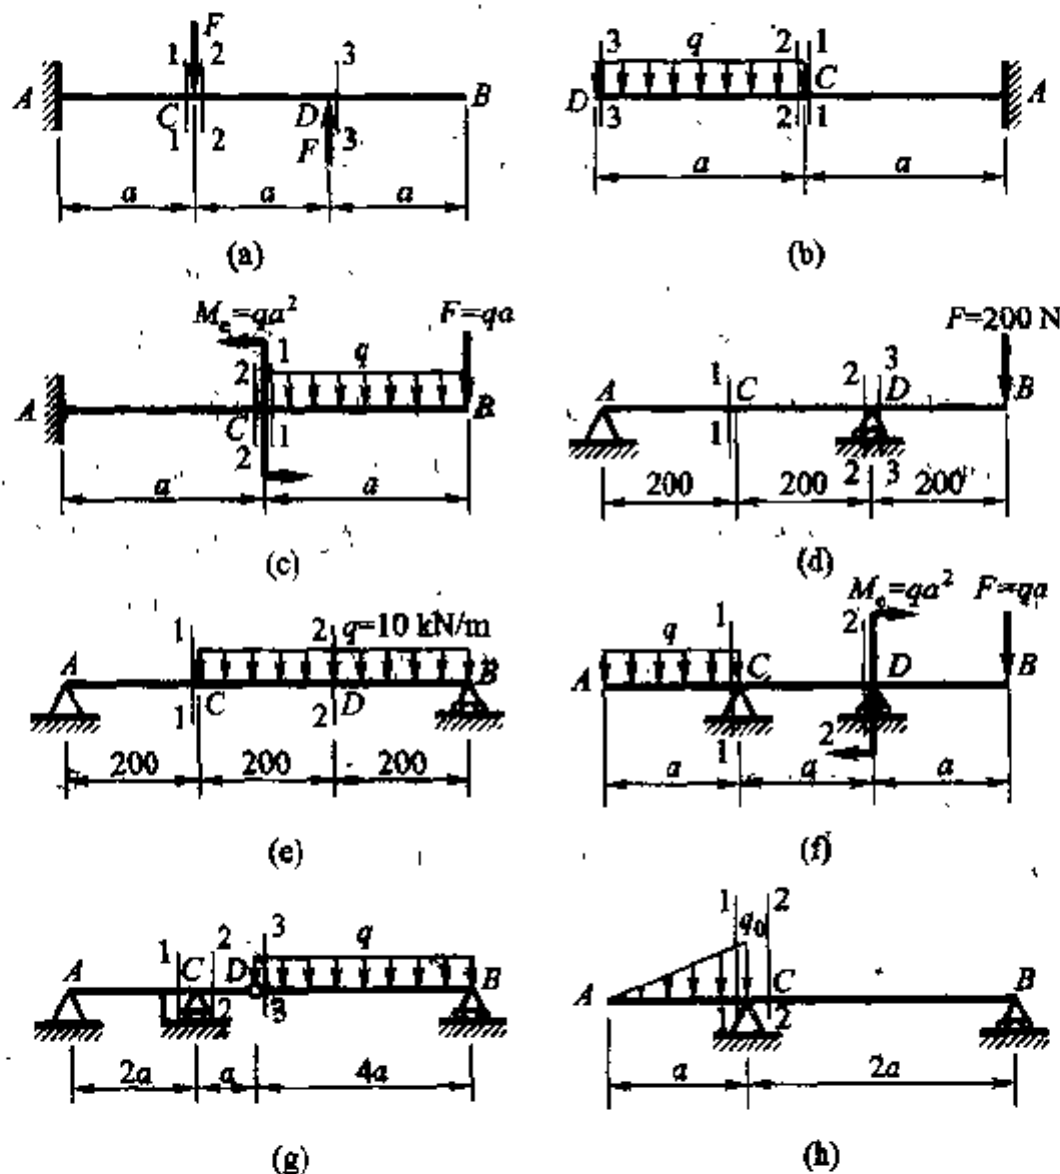 F
1 2 3
A C D B
1 2 F 3
a a a
(a)
3 q 2 1
C
D A
3 2 1
a a
(b)
Mₑ=qa² F=qa
1 q
2
A C B
2 1
a a
(c)
F=200 N
1 2 3
A C D B
1 2 3
200 200 200
(d)
1 2 q=10 kN/m
A B
1 C 2 D
200 200 200
(e)
Mₑ=qa² F=qa
q 1 2
A C D B
1 2
a a a
(f)
1 2 3 q
A C D B
1 2 3
2a a 4a
(g)
1 q₀ 2
A C B
1 2
a 2a
(h)